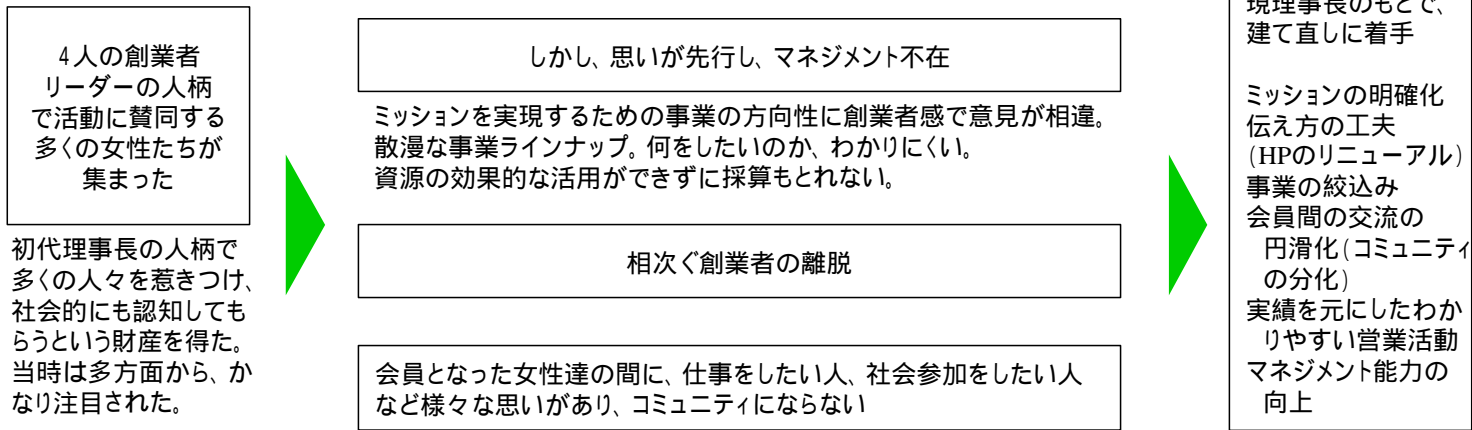 4人の創業者
リーダーの人柄
で活動に賛同する
多くの女性たちが
集まった
初代理事長の人柄で
多くの人々を惹きつけ、
社会的にも認知しても
らうという財産を得た。
当時は多方面から、か
なり注目された。
しかし、思いが先行し、マネジメント不在
ミッションを実現するための事業の方向性に創業者感で意見が相違。
散漫な事業ラインナップ。何をしたいのか、わかりにくい。
資源の効果的な活用ができずに採算もとれない。
相次ぐ創業者の離脱
会員となった女性達の間に、仕事をしたい人、社会参加をしたい人
など様々な思いがあり、コミュニティにならない
現理事長のもとで、
建て直しに着手
ミッションの明確化
伝え方の工夫
(HPのリニューアル)
事業の絞込み
会員間の交流の
円滑化(コミュニティ
の分化)
実績を元にしたわか
りやすい営業活動
マネジメント能力の
向上